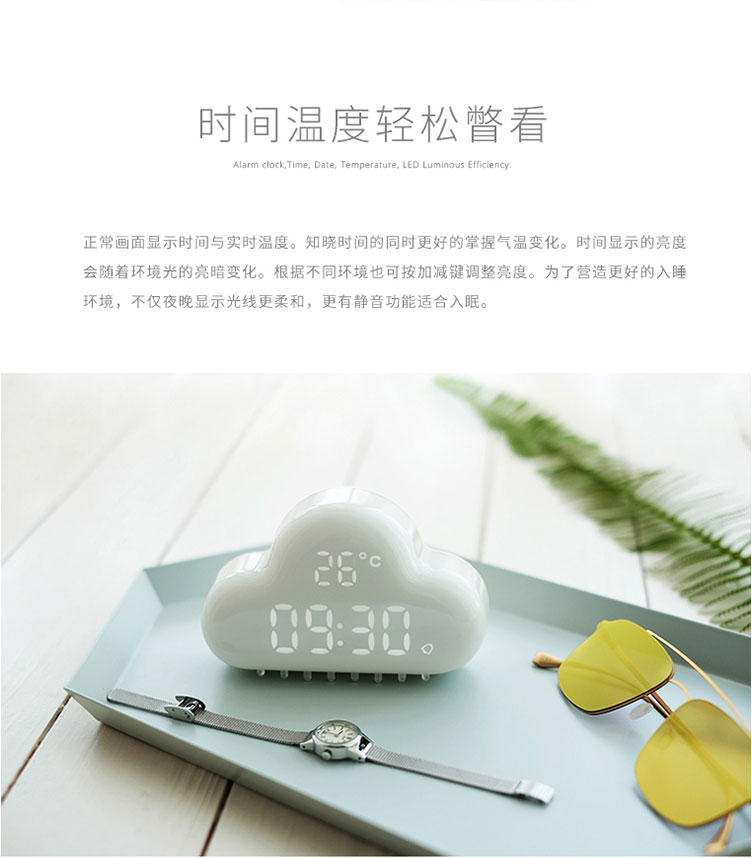 时间温度轻松瞥看
Alarm clock,Time, Date, Temperature, LED Luminous Efficiency.
正常画面显示时间与实时温度。知晓时间的同时更好的掌握气温变化。时间显示的亮度
会随着环境光的亮暗变化。根据不同环境也可按加减键调整亮度。为了营造更好的入睡
环境，不仅夜晚显示光线更柔和，更有静音功能适合入眠。
26°C
09:30